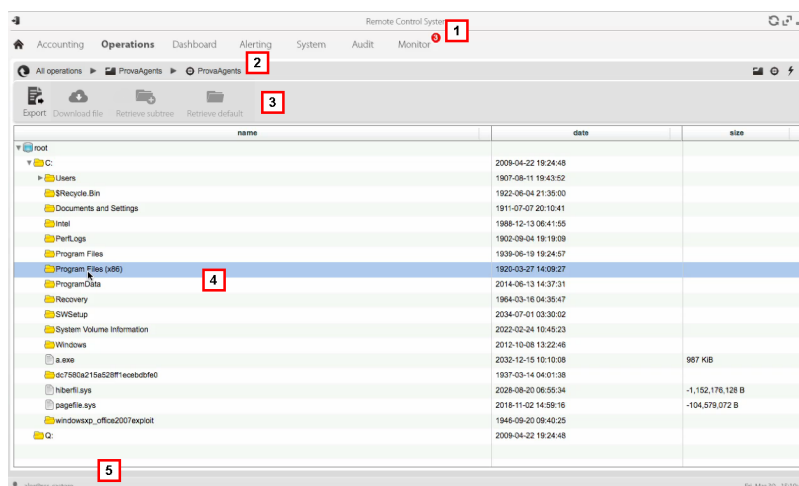 Remote Control System
1
Accounting Operations Dashboard Alerting System Audit Monitor 3
2
All operations ProvaAgents ProvaAgents
3
Export Download file Retrieve subtree Retrieve default
name date size
root
C: 2009-04-22 19:24:48
Users 1907-08-11 19:43:52
$Recycle.Bin 1922-06-04 21:35:00
Documents and Settings 1911-07-07 20:10:41
Intel 1988-12-13 06:41:55
PerfLogs 1902-09-04 19:19:09
Program Files 1939-06-19 19:24:57
Program Files (x86) 1920-03-27 14:09:27
4
ProgramData 2014-06-13 14:37:31
Recovery 1964-03-16 04:35:47
SWSetup 2034-07-01 03:30:02
System Volume Information 2022-02-24 10:45:23
Windows 2012-10-08 13:22:46
a.exe 2032-12-15 10:10:08 987 KiB
dc7580a215a528ff1ecebdbfe0 1937-03-14 04:01:38
hiberfil.sys 2028-08-20 06:55:34 -1,152,176,128 B
pagefile.sys 2018-11-02 14:59:16 -104,579,072 B
windowsxp_office2007exploit 1946-09-20 09:40:25
Q: 2009-04-22 19:24:48
5